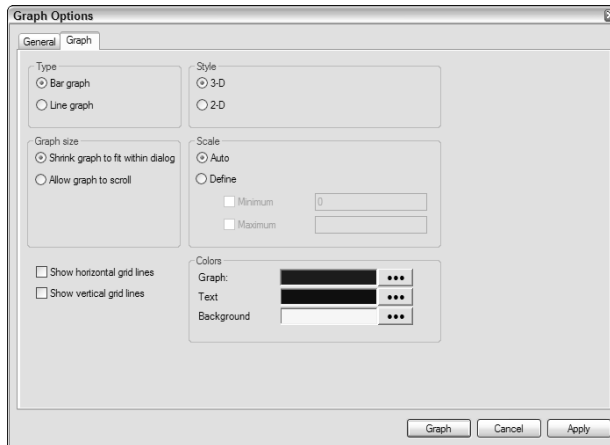 Graph Options
General Graph
Type
Bar graph
Line graph
Style
3-D
2-D
Graph size
Shrink graph to fit within dialog
Allow graph to scroll
Scale
Auto
Define
Minimum 0
Maximum
Show horizontal grid lines
Show vertical grid lines
Colors
Graph:
Text
Background
Graph Cancel Apply